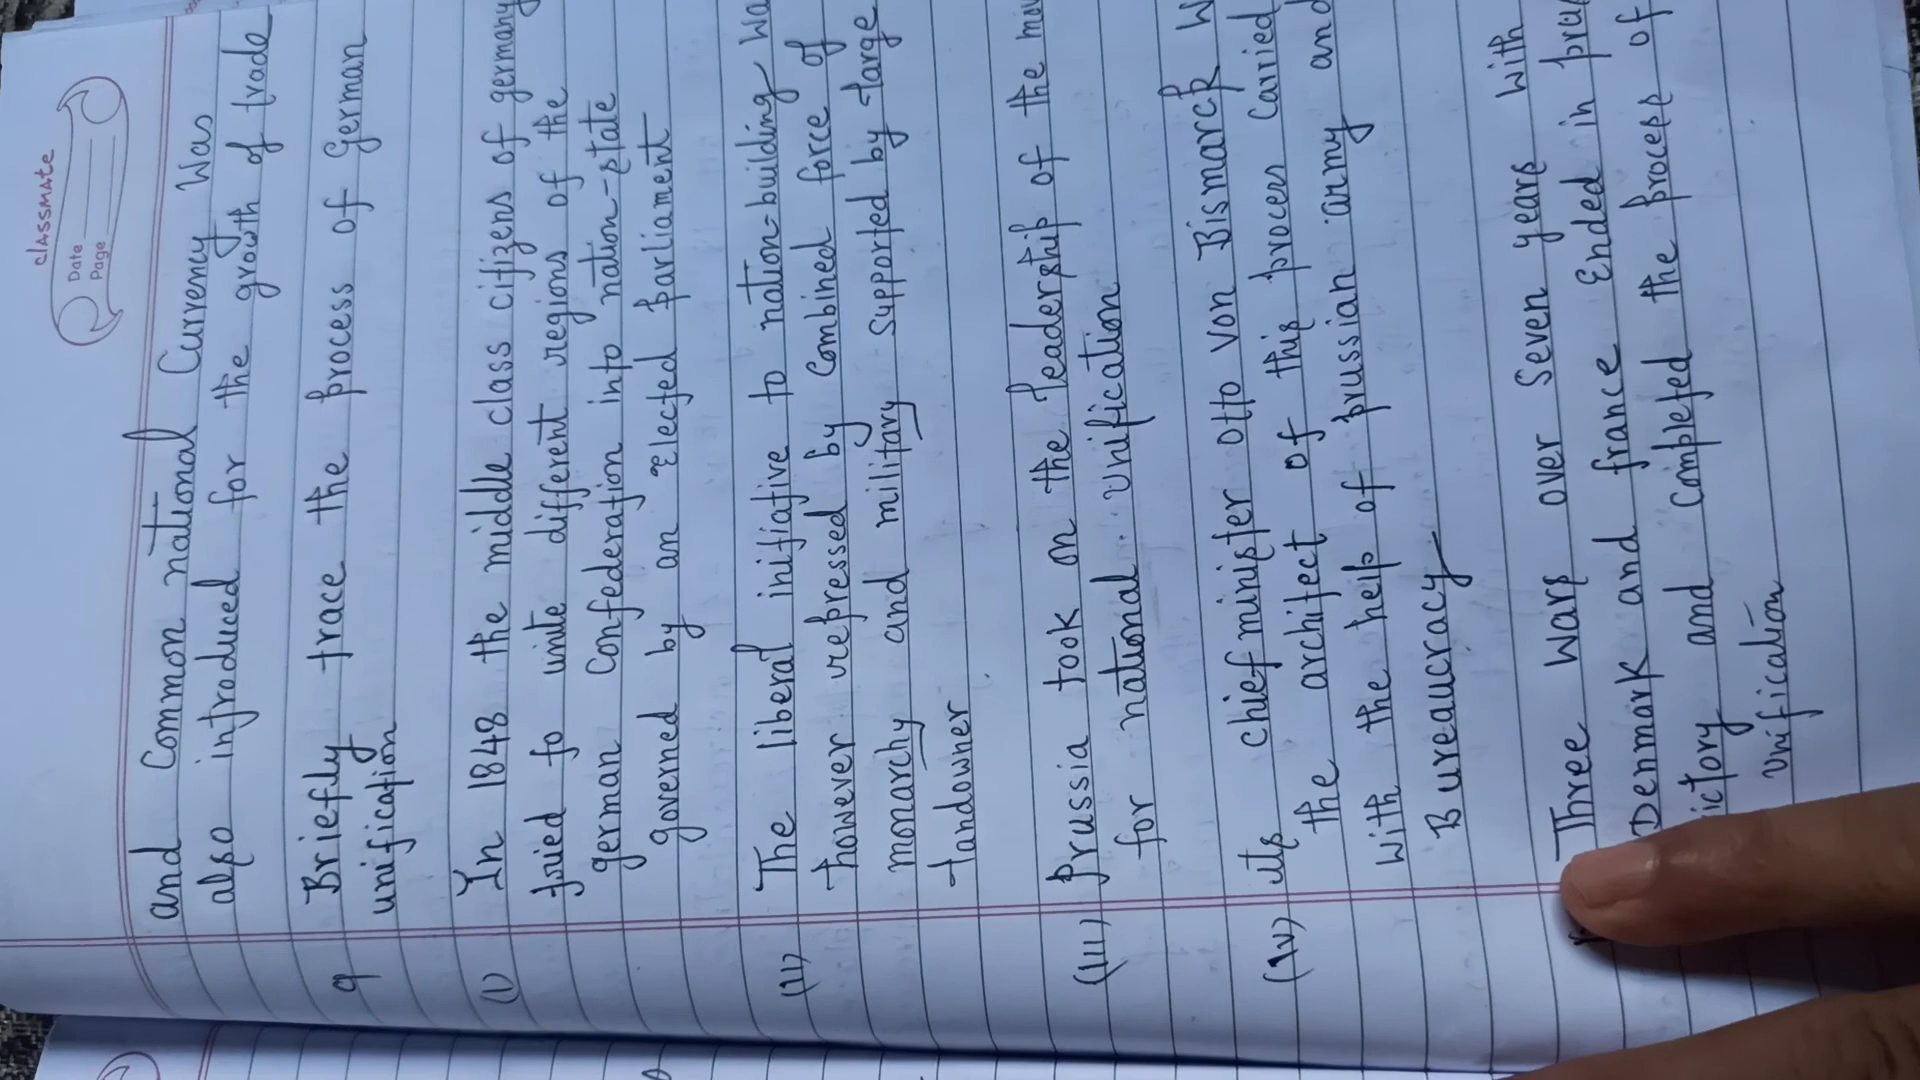 classmate
Date
Page
and Common national Currency Was
also introduced for the growth of trade
9 Briefly trace the process of German
unification
(i) In 1848 the middle class citizens of germany
tried to unite different regions of the
german Confederation into nation-state
governed by an Elected parliament
(ii) The liberal initiative to nation-building Wa
however repressed by Combined force of
monarchy and military supported by large
landowner
(iii) Prussia took on the leadership of the mov
for national unification
(iv) its chief minister otto von Bismarck W
the architect of this process Carried
With the help of prussian army and
Bureaucracy
Three Wars over Seven years With
Denmark and france Ended in pru
ictory and Completed the process of
unification